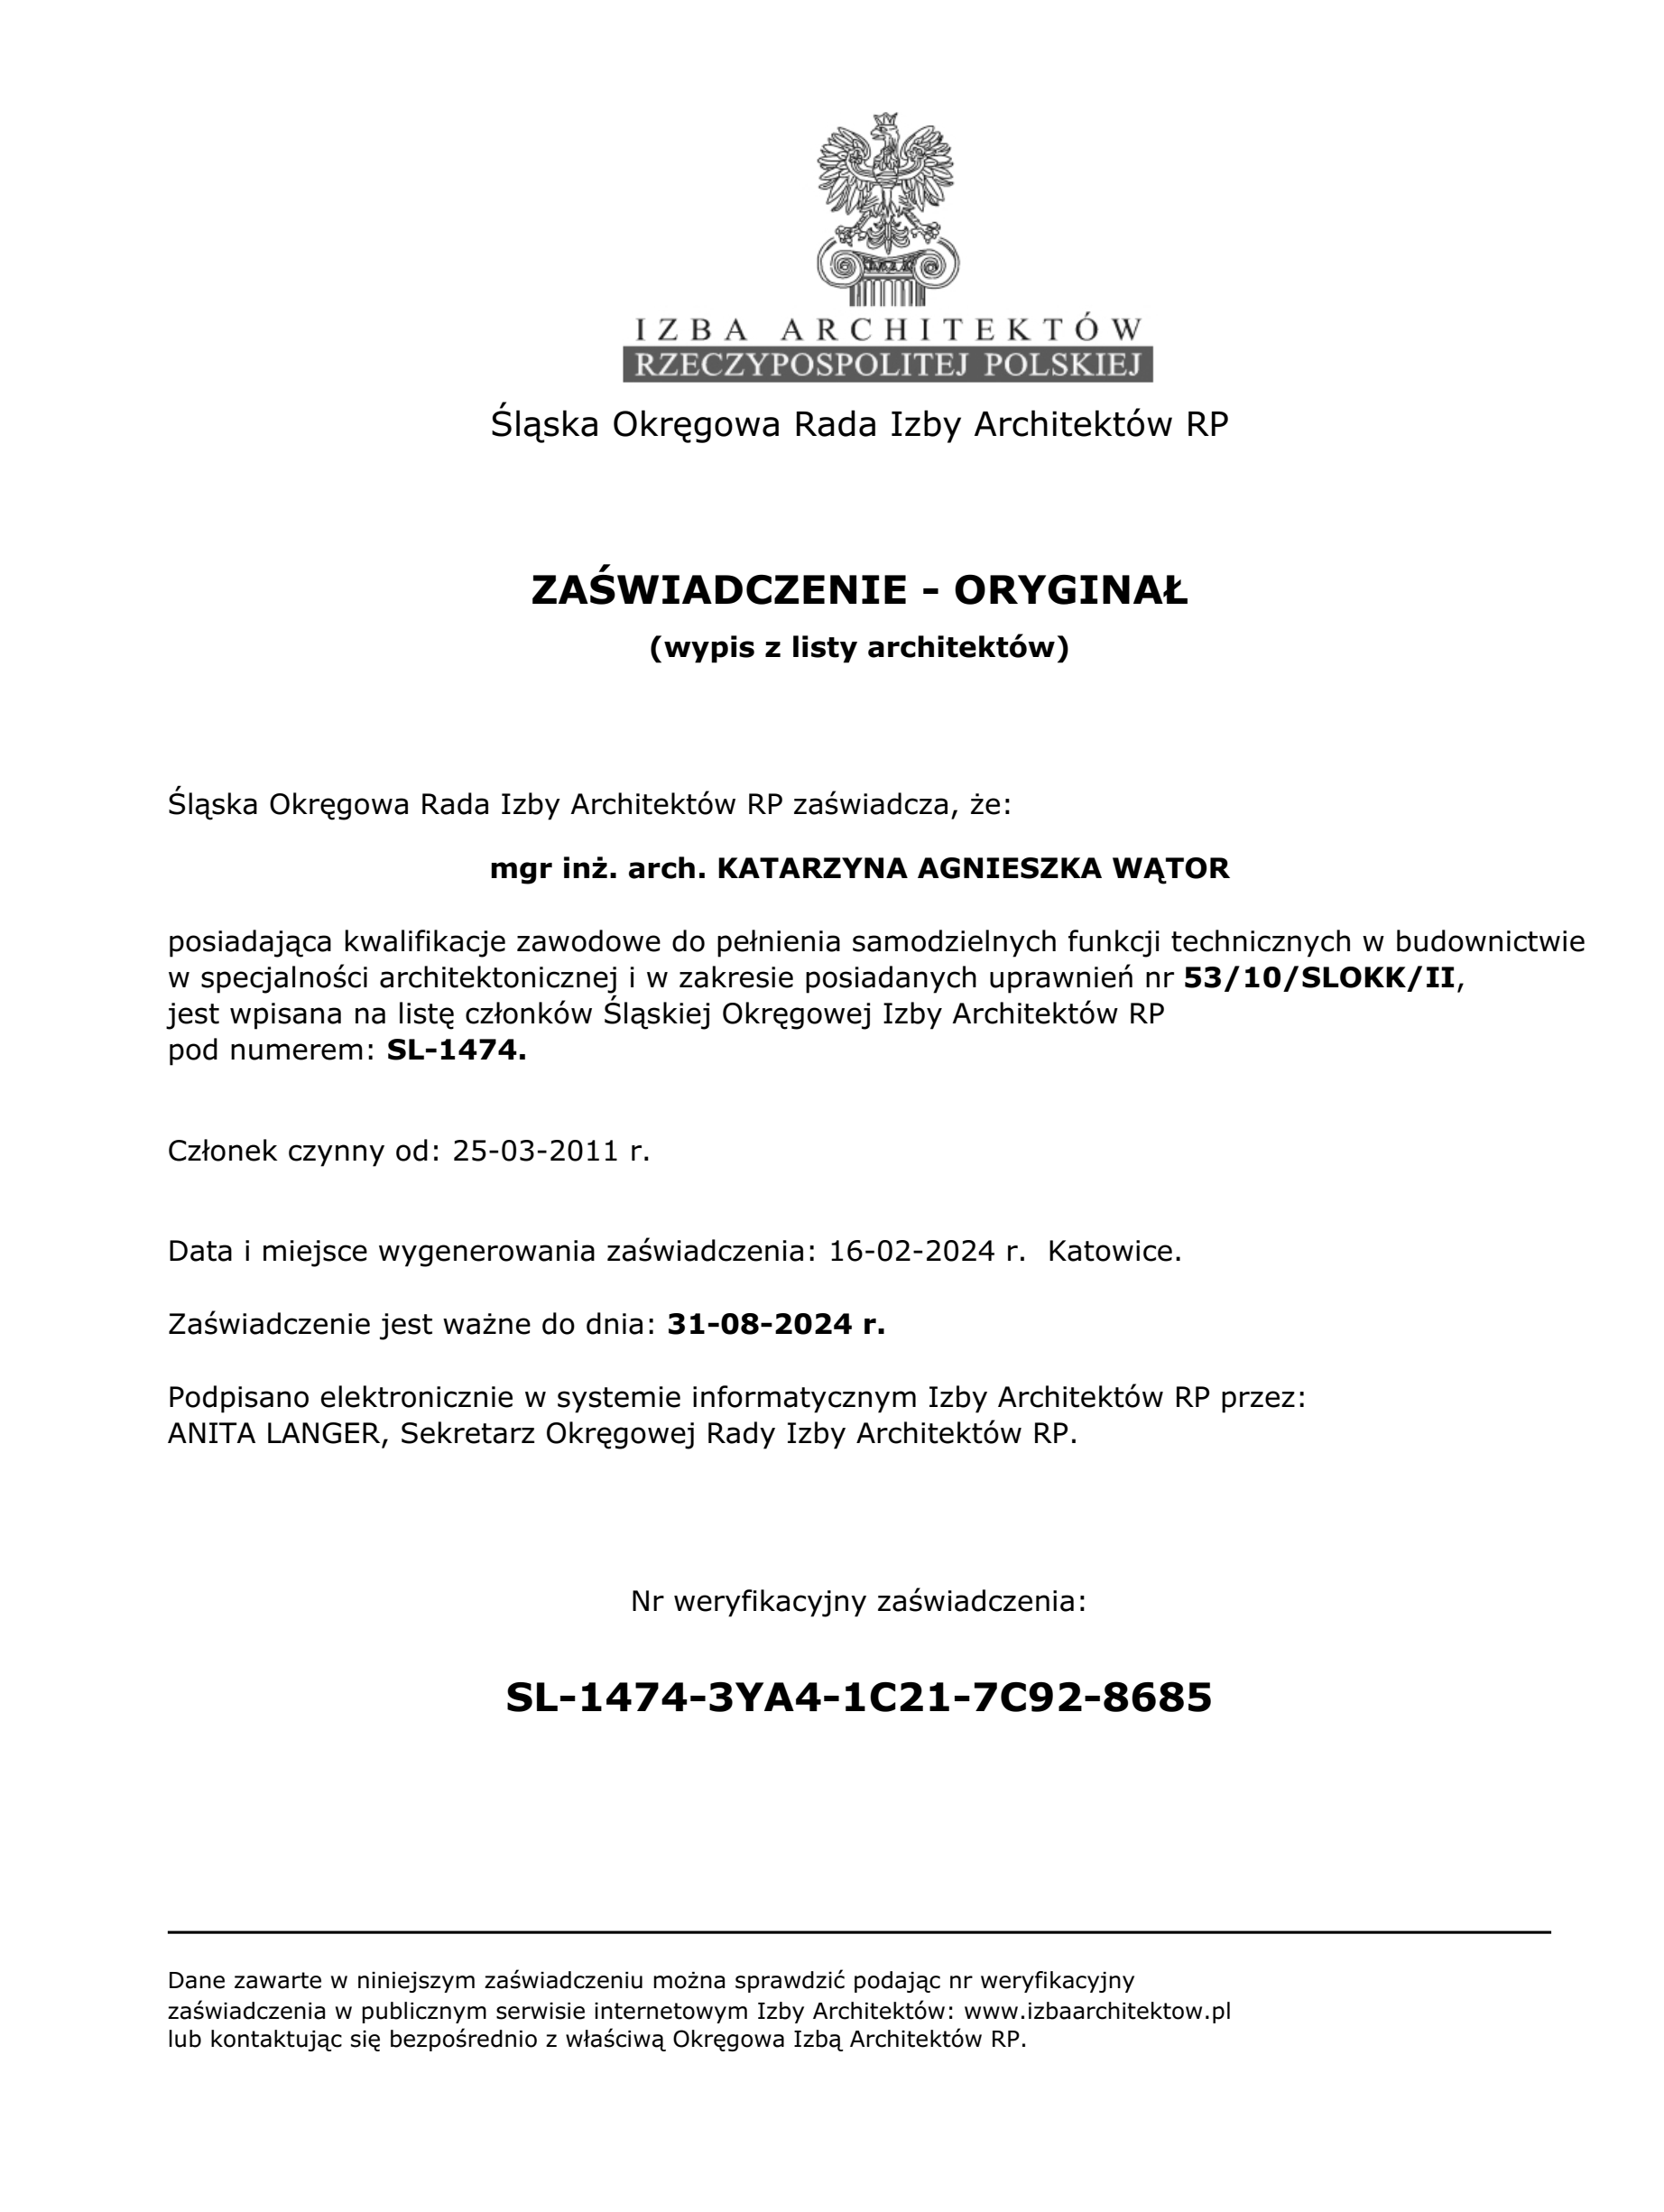 IZBA ARCHITEKTÓW
RZECZYPOSPOLITEJ POLSKIEJ
Śląska Okręgowa Rada Izby Architektów RP
ZAŚWIADCZENIE - ORYGINAŁ
(wypis z listy architektów)
Śląska Okręgowa Rada Izby Architektów RP zaświadcza, że:
mgr inż. arch. KATARZYNA AGNIESZKA WĄTOR
posiadająca kwalifikacje zawodowe do pełnienia samodzielnych funkcji technicznych w budownictwie
w specjalności architektonicznej i w zakresie posiadanych uprawnień nr 53/10/SLOKK/II,
jest wpisana na listę członków Śląskiej Okręgowej Izby Architektów RP
pod numerem: SL-1474.
Członek czynny od: 25-03-2011 r.
Data i miejsce wygenerowania zaświadczenia: 16-02-2024 r. Katowice.
Zaświadczenie jest ważne do dnia: 31-08-2024 r.
Podpisano elektronicznie w systemie informatycznym Izby Architektów RP przez:
ANITA LANGER, Sekretarz Okręgowej Rady Izby Architektów RP.
Nr weryfikacyjny zaświadczenia:
SL-1474-3YA4-1C21-7C92-8685
Dane zawarte w niniejszym zaświadczeniu można sprawdzić podając nr weryfikacyjny
zaświadczenia w publicznym serwisie internetowym Izby Architektów: www.izbaarchitektow.pl
lub kontaktując się bezpośrednio z właściwą Okręgowa Izbą Architektów RP.